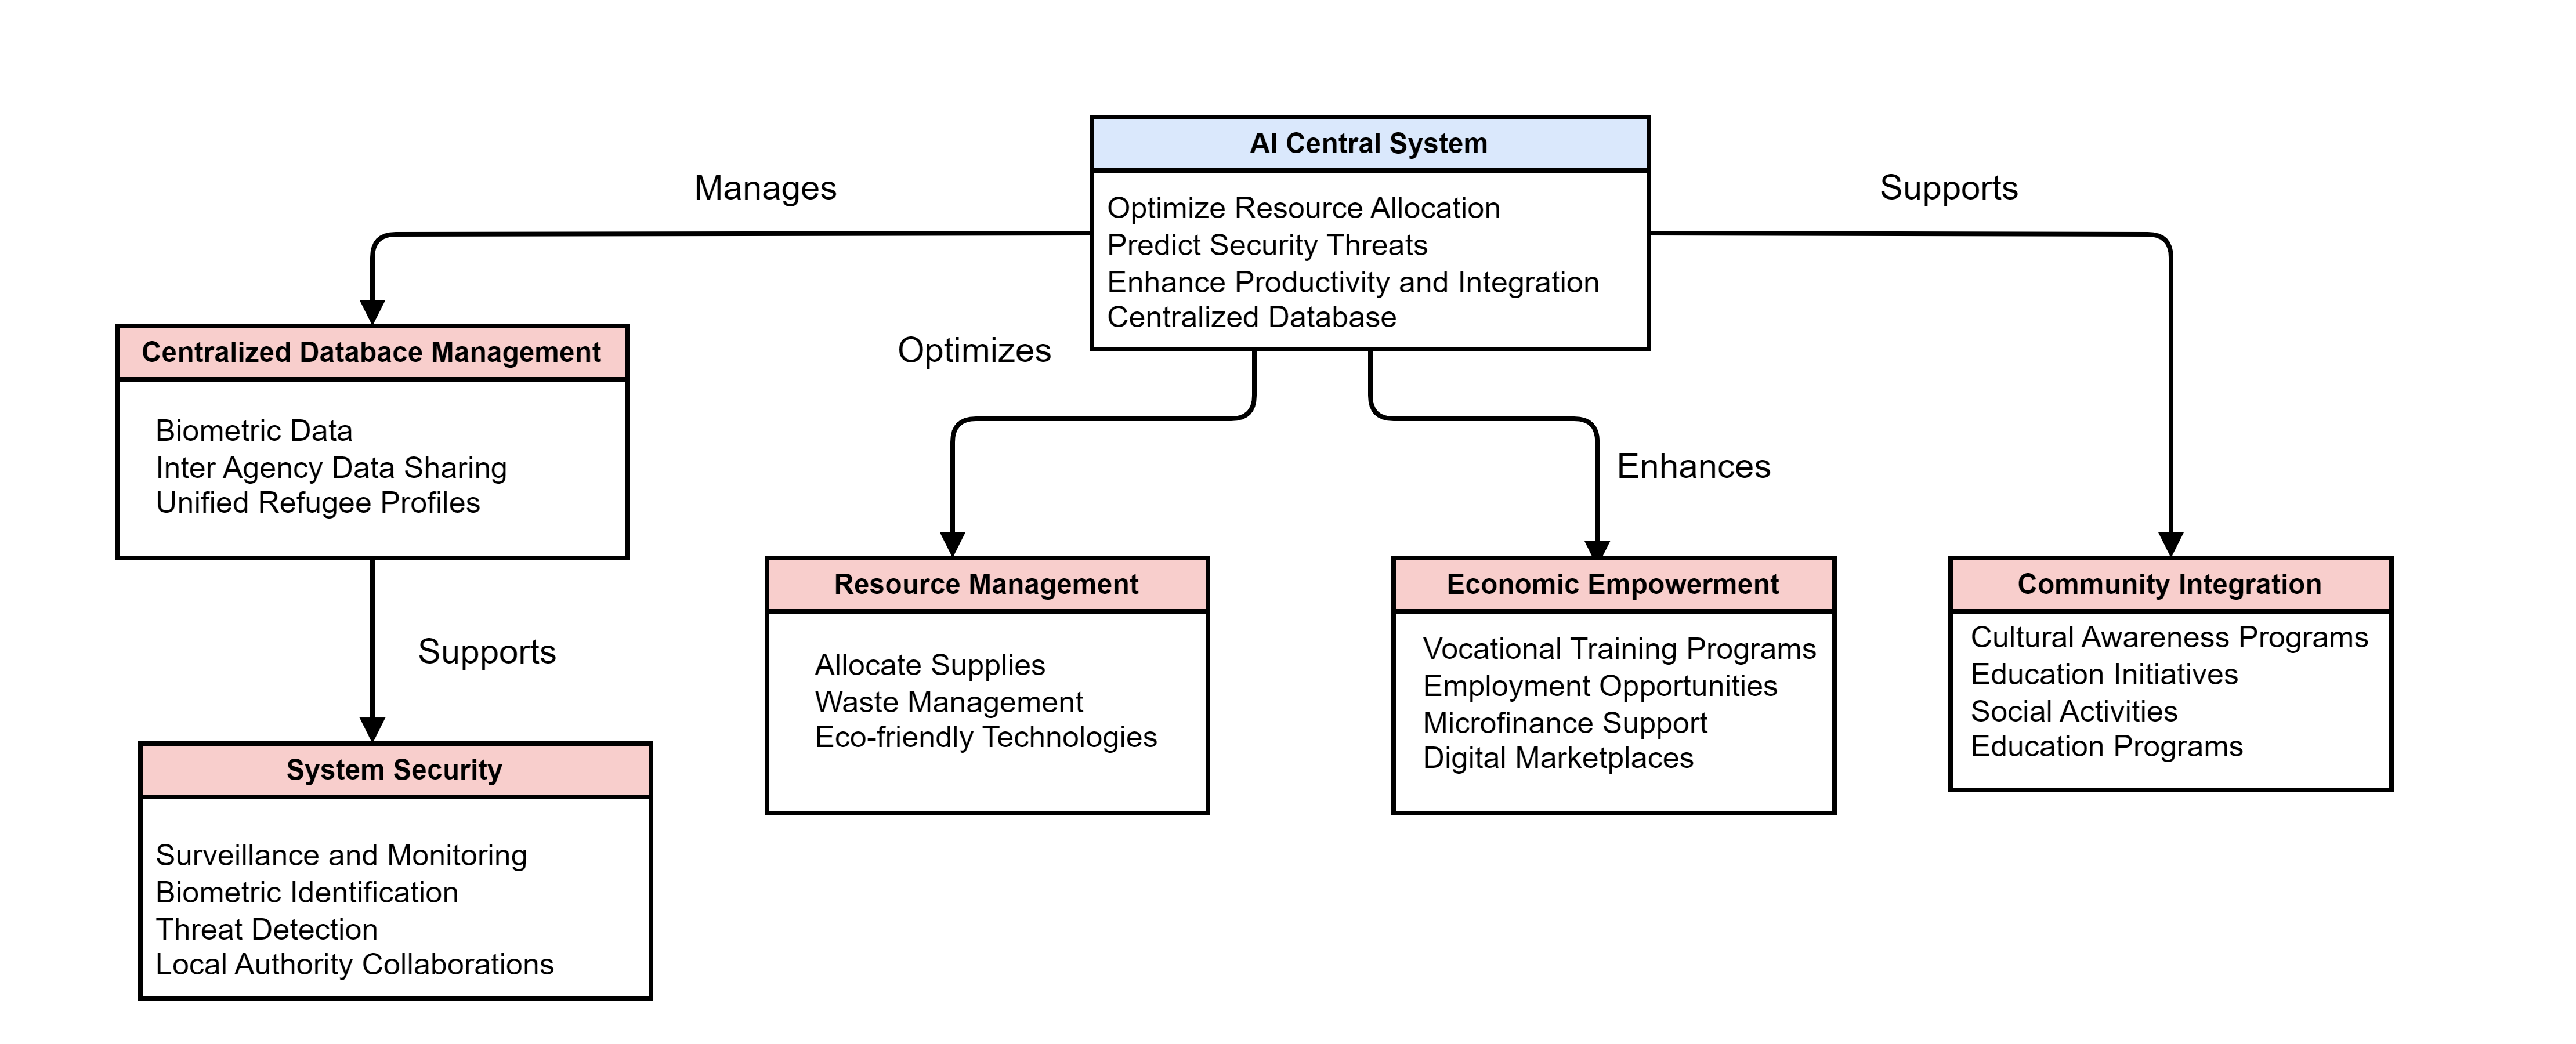 AI Central System
Optimize Resource Allocation
Predict Security Threats
Enhance Productivity and Integration
Centralized Database
Manages
Supports
Optimizes
Enhances
Centralized Databace Management
Biometric Data
Inter Agency Data Sharing
Unified Refugee Profiles
Supports
System Security
Surveillance and Monitoring
Biometric Identification
Threat Detection
Local Authority Collaborations
Resource Management
Allocate Supplies
Waste Management
Eco-friendly Technologies
Economic Empowerment
Vocational Training Programs
Employment Opportunities
Microfinance Support
Digital Marketplaces
Community Integration
Cultural Awareness Programs
Education Initiatives
Social Activities
Education Programs